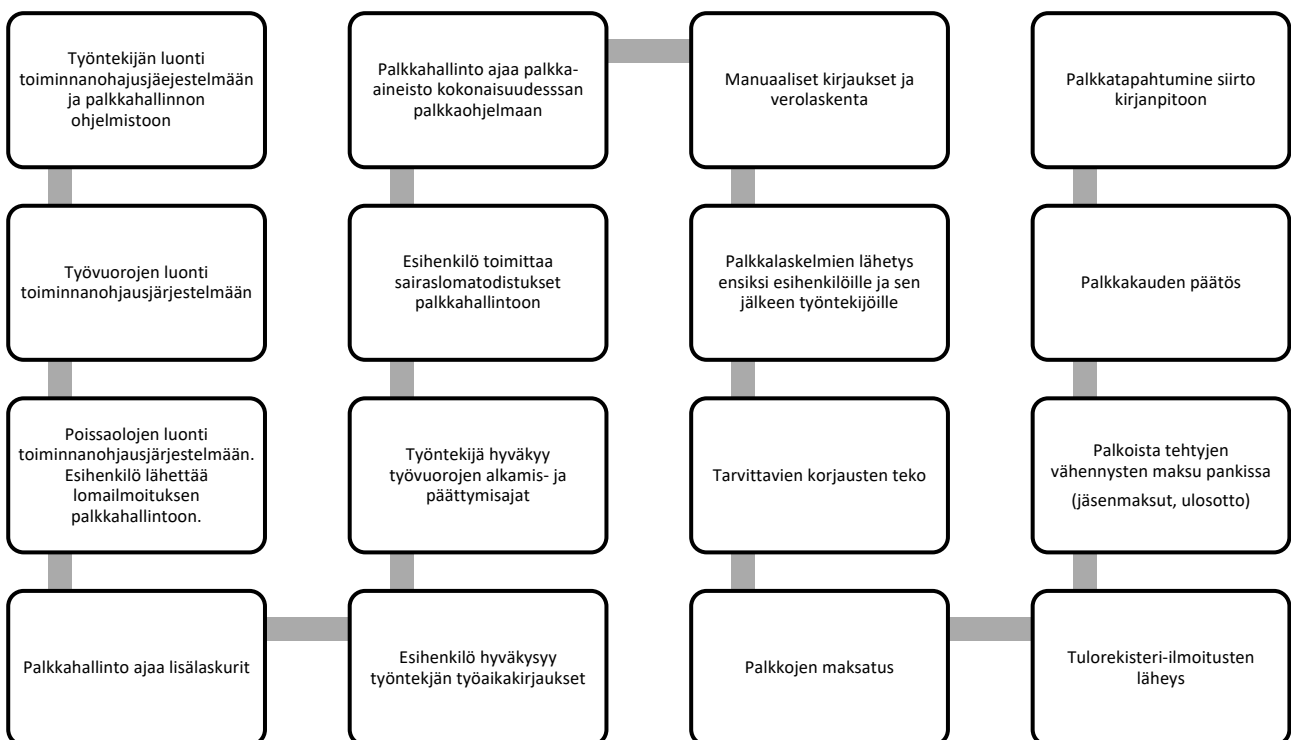 Työntekijän luonti
toiminnanohajusjäejestelmään
ja palkkahallinnon
ohjelmistoon
Työvuorojen luonti
toiminnanohjausjärjestelmään
Poissaolojen luonti
toiminnanohjausjärjestelmään.
Esihenkilö lähettää
lomailmoituksen
palkkahallintoon.
Palkkahallinto ajaa lisälaskurit
Esihenkilö hyväkysyy
työntekjän työaikakirjaukset
Työntekijä hyväkyy
työvuorojen alkamis- ja
päättymisajat
Esihenkilö toimittaa
sairaslomatodistukset
palkkahallintoon
Palkkahallinto ajaa palkka-
aineisto kokonaisuudesssan
palkkaohjelmaan
Manuaaliset kirjaukset ja
verolaskenta
Palkkalaskelmien lähetys
ensiksi esihenkilöille ja sen
jälkeen työntekijöille
Tarvittavien korjausten teko
Palkkojen maksatus
Tulorekisteri-ilmoitusten
läheys
Palkoista tehtyjen
vähennysten maksu pankissa
(jäsenmaksut, ulosotto)
Palkkakauden päätös
Palkkatapahtumine siirto
kirjanpitoon